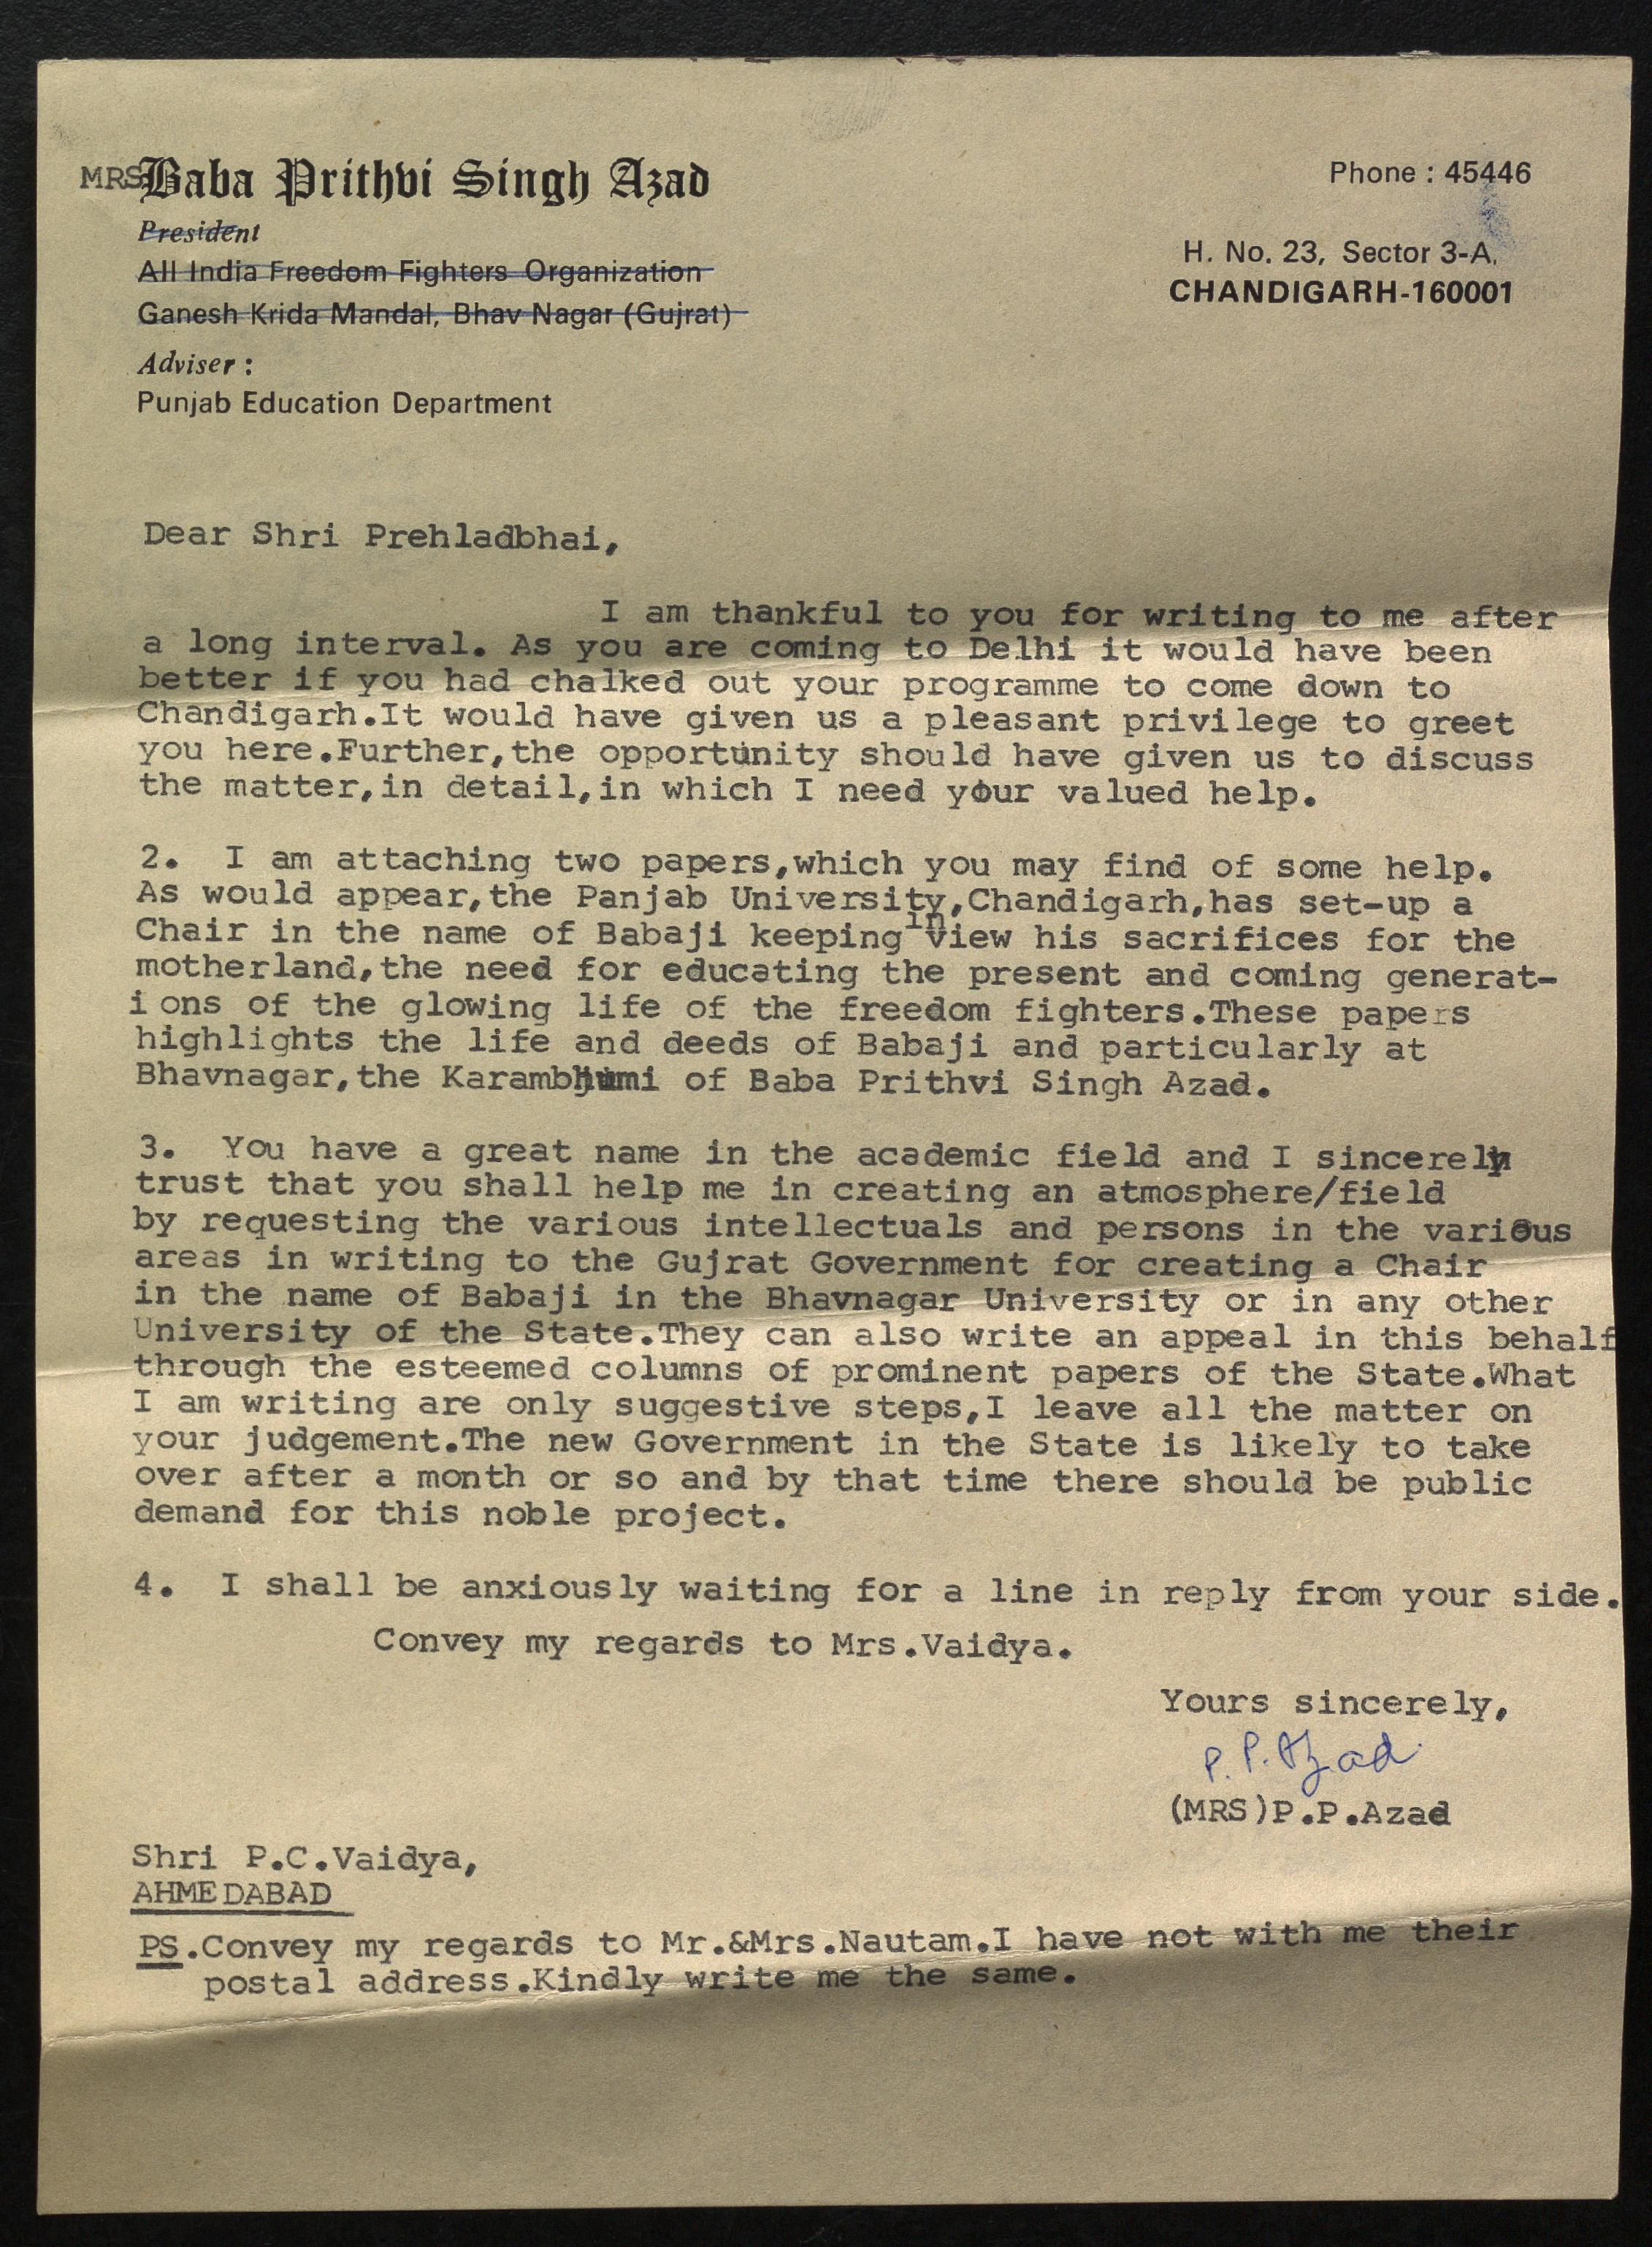 MRS Baba Prithvi Singh Azad
President
All India Freedom Fighters Organization
Ganesh Krida Mandal, Bhav Nagar (Gujrat)
Adviser :
Punjab Education Department
Phone : 45446
H. No. 23, Sector 3-A,
CHANDIGARH-160001
Dear Shri Prehladbhai,
I am thankful to you for writing to me after
a long interval. As you are coming to Delhi it would have been
better if you had chalked out your programme to come down to
Chandigarh.It would have given us a pleasant privilege to greet
you here.Further,the opportunity should have given us to discuss
the matter,in detail,in which I need your valued help.
2. I am attaching two papers,which you may find of some help.
As would appear,the Panjab University,Chandigarh,has set-up a
Chair in the name of Babaji keeping in view his sacrifices for the
motherland,the need for educating the present and coming generat-
ions of the glowing life of the freedom fighters.These papers
highlights the life and deeds of Babaji and particularly at
Bhavnagar,the Karambhumi of Baba Prithvi Singh Azad.
3. You have a great name in the academic field and I sincerely
trust that you shall help me in creating an atmosphere/field
by requesting the various intellectuals and persons in the various
areas in writing to the Gujrat Government for creating a Chair
in the name of Babaji in the Bhavnagar University or in any other
University of the State.They can also write an appeal in this behalf
through the esteemed columns of prominent papers of the State.What
I am writing are only suggestive steps,I leave all the matter on
your judgement.The new Government in the State is likely to take
over after a month or so and by that time there should be public
demand for this noble project.
4. I shall be anxiously waiting for a line in reply from your side.
Convey my regards to Mrs.Vaidya.
Yours sincerely,
P.P.Azad
(MRS)P.P.Azad
Shri P.C.Vaidya,
AHMEDABAD
PS.Convey my regards to Mr.&Mrs.Nautam.I have not with me their
postal address.Kindly write me the same.